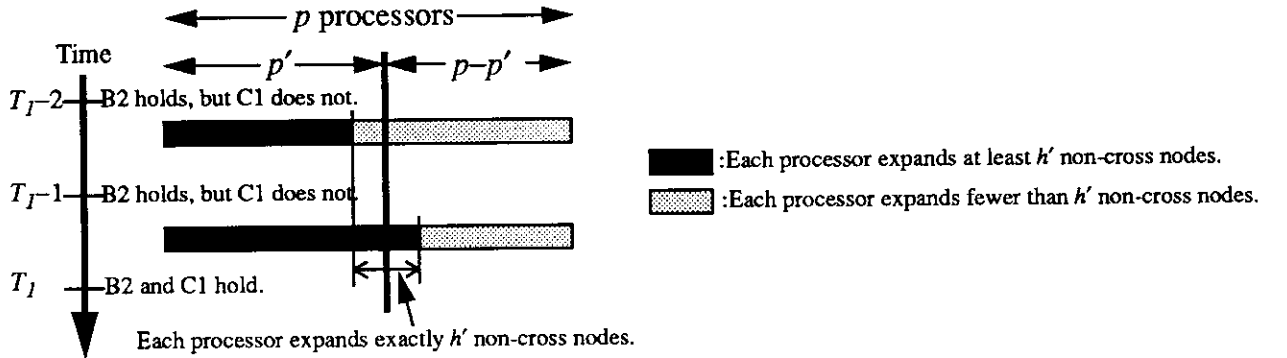 p processors
Time
p′
p–p′
T1–2
B2 holds, but C1 does not.
:Each processor expands at least h′ non-cross nodes.
T1–1
B2 holds, but C1 does not.
:Each processor expands fewer than h′ non-cross nodes.
T1
B2 and C1 hold.
Each processor expands exactly h′ non-cross nodes.